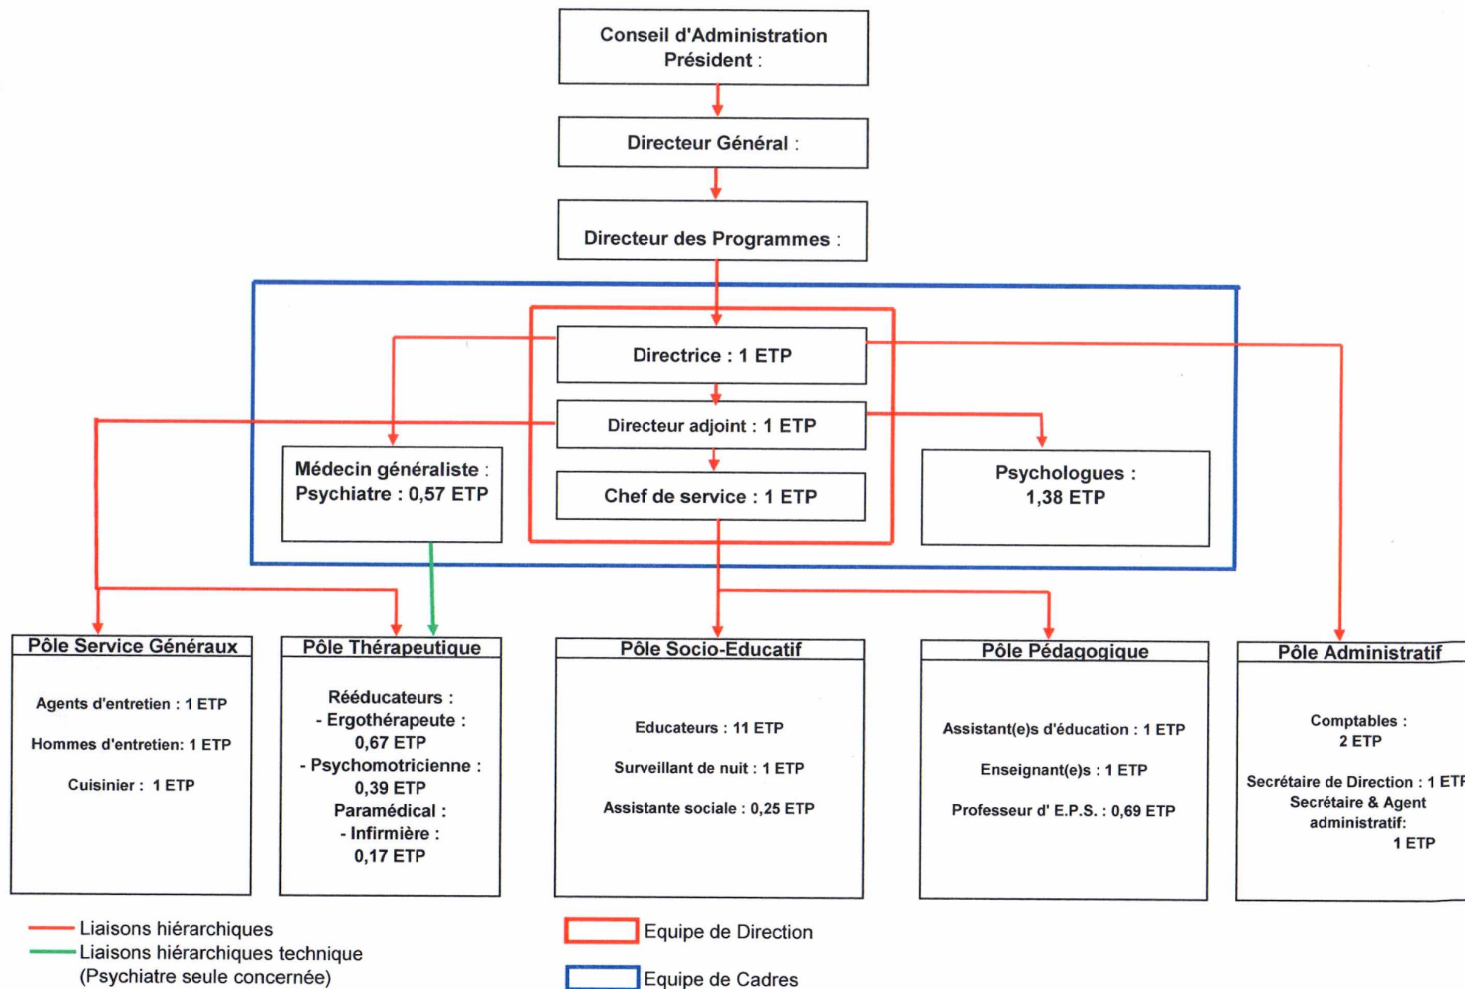 Conseil d'Administration
Président :
Directeur Général :
Directeur des Programmes :
Directrice : 1 ETP
Directeur adjoint : 1 ETP
Médecin généraliste :
Psychiatre : 0,57 ETP
Chef de service : 1 ETP
Psychologues :
1,38 ETP
Pôle Service Généraux
Agents d'entretien : 1 ETP
Hommes d'entretien: 1 ETP
Cuisinier : 1 ETP
Pôle Thérapeutique
Rééducateurs :
- Ergothérapeute :
0,67 ETP
- Psychomotricienne :
0,39 ETP
Paramédical :
- Infirmière :
0,17 ETP
Pôle Socio-Educatif
Educateurs : 11 ETP
Surveillant de nuit : 1 ETP
Assistante sociale : 0,25 ETP
Pôle Pédagogique
Assistant(e)s d'éducation : 1 ETP
Enseignant(e)s : 1 ETP
Professeur d' E.P.S. : 0,69 ETP
Pôle Administratif
Comptables :
2 ETP
Secrétaire de Direction : 1 ETP
Secrétaire & Agent
administratif:
1 ETP
Liaisons hiérarchiques
Liaisons hiérarchiques technique
(Psychiatre seule concernée)
Equipe de Direction
Equipe de Cadres